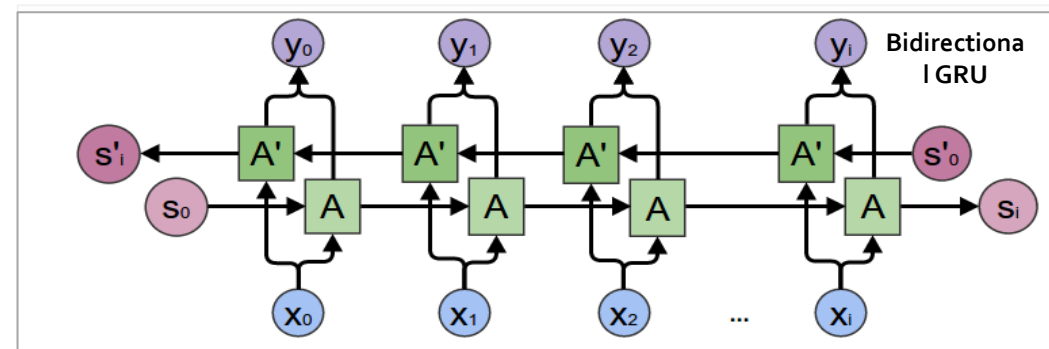 y₀ y₁ y₂ yᵢ Bidirectiona
l GRU
s'ᵢ A' A' A' A' s'₀
s₀ A A A A sᵢ
x₀ x₁ x₂ ... xᵢ